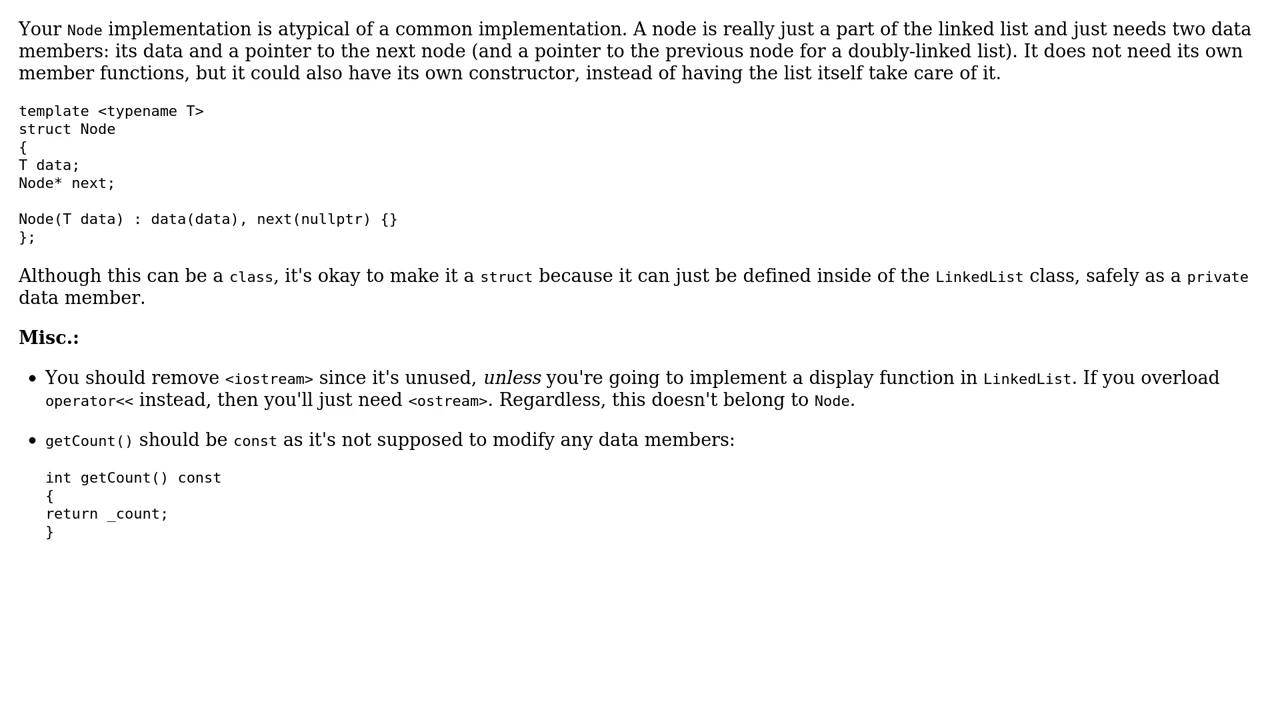 Your Node implementation is atypical of a common implementation. A node is really just a part of the linked list and just needs two data
members: its data and a pointer to the next node (and a pointer to the previous node for a doubly-linked list). It does not need its own
member functions, but it could also have its own constructor, instead of having the list itself take care of it.
template <typename T>
struct Node
{
T data;
Node* next;
Node(T data) : data(data), next(nullptr) {}
};
Although this can be a class, it's okay to make it a struct because it can just be defined inside of the LinkedList class, safely as a private
data member.
Misc.:
• You should remove <iostream> since it's unused, unless you're going to implement a display function in LinkedList. If you overload
operator<< instead, then you'll just need <ostream>. Regardless, this doesn't belong to Node.
• getCount() should be const as it's not supposed to modify any data members:
int getCount() const
{
return _count;
}